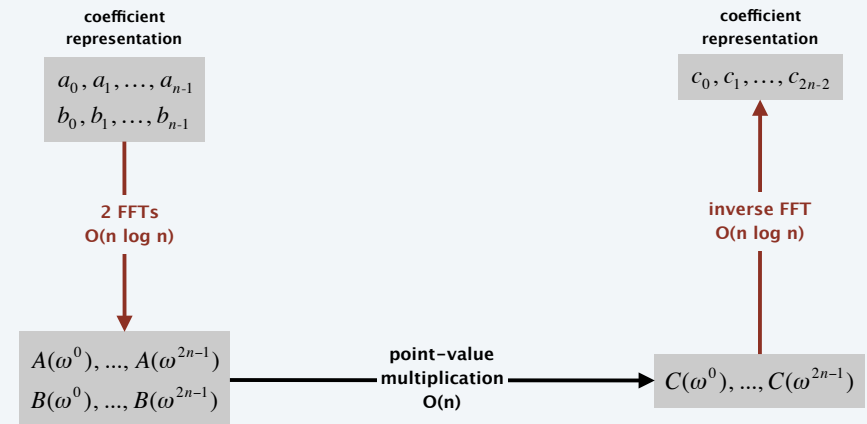 coefficient
representation
a₀, a₁, …, aₙ₋₁
b₀, b₁, …, bₙ₋₁
2 FFTs
O(n log n)
A(ω⁰), ..., A(ω²ⁿ⁻¹)
B(ω⁰), ..., B(ω²ⁿ⁻¹)
point-value
multiplication
O(n)
coefficient
representation
c₀, c₁, …, c₂ₙ₋₂
inverse FFT
O(n log n)
C(ω⁰), ..., C(ω²ⁿ⁻¹)